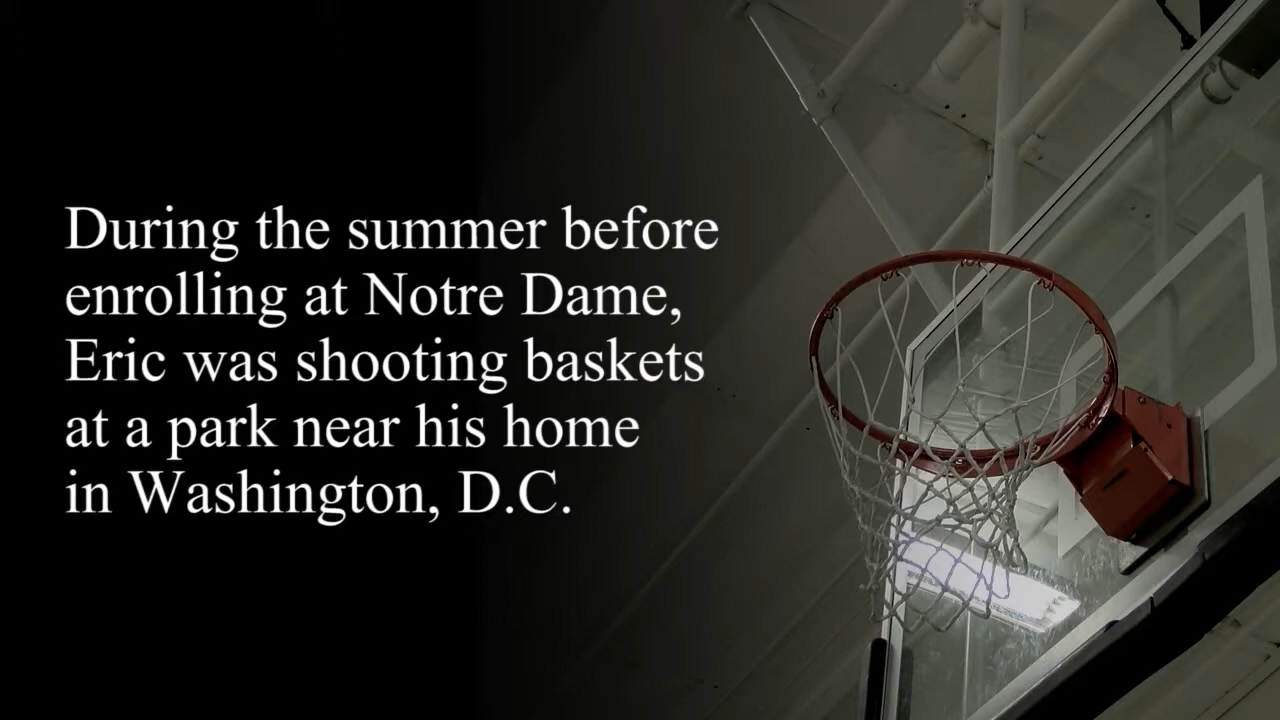 During the summer before
enrolling at Notre Dame,
Eric was shooting baskets
at a park near his home
in Washington, D.C.